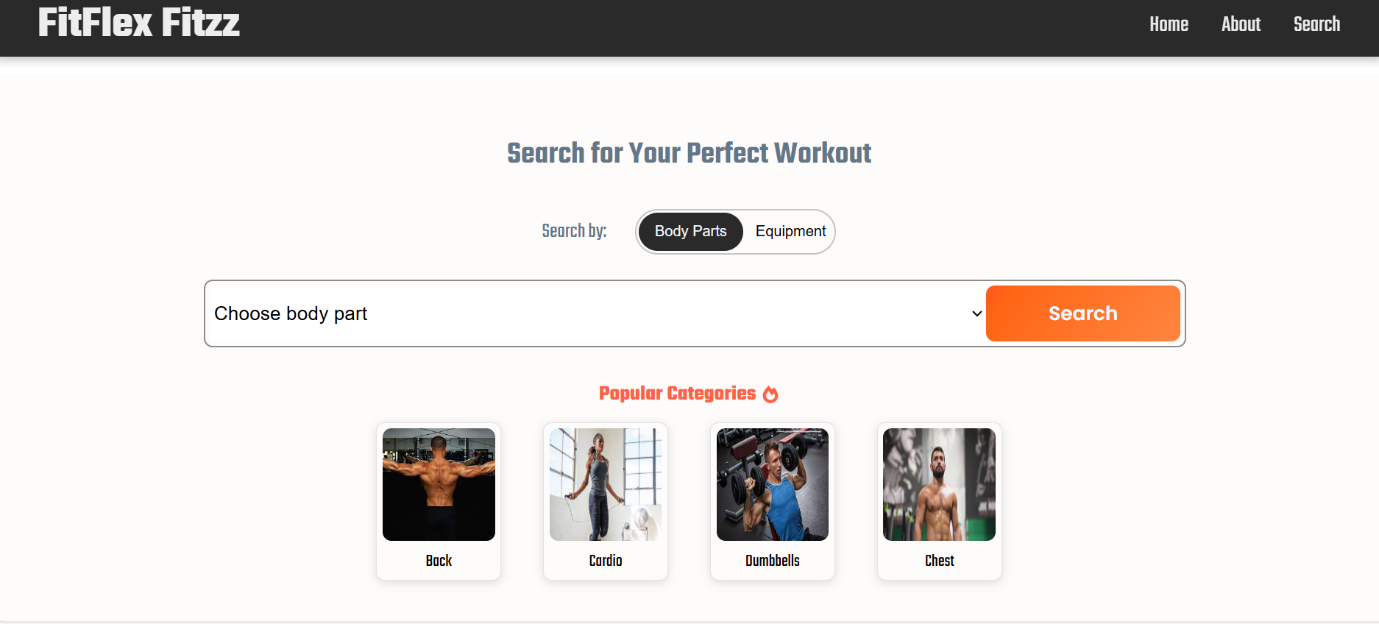 FitFlex Fitzz
Home About Search
Search for Your Perfect Workout
Search by: Body Parts Equipment
Choose body part Search
Popular Categories
Back Cardio Dumbbells Chest